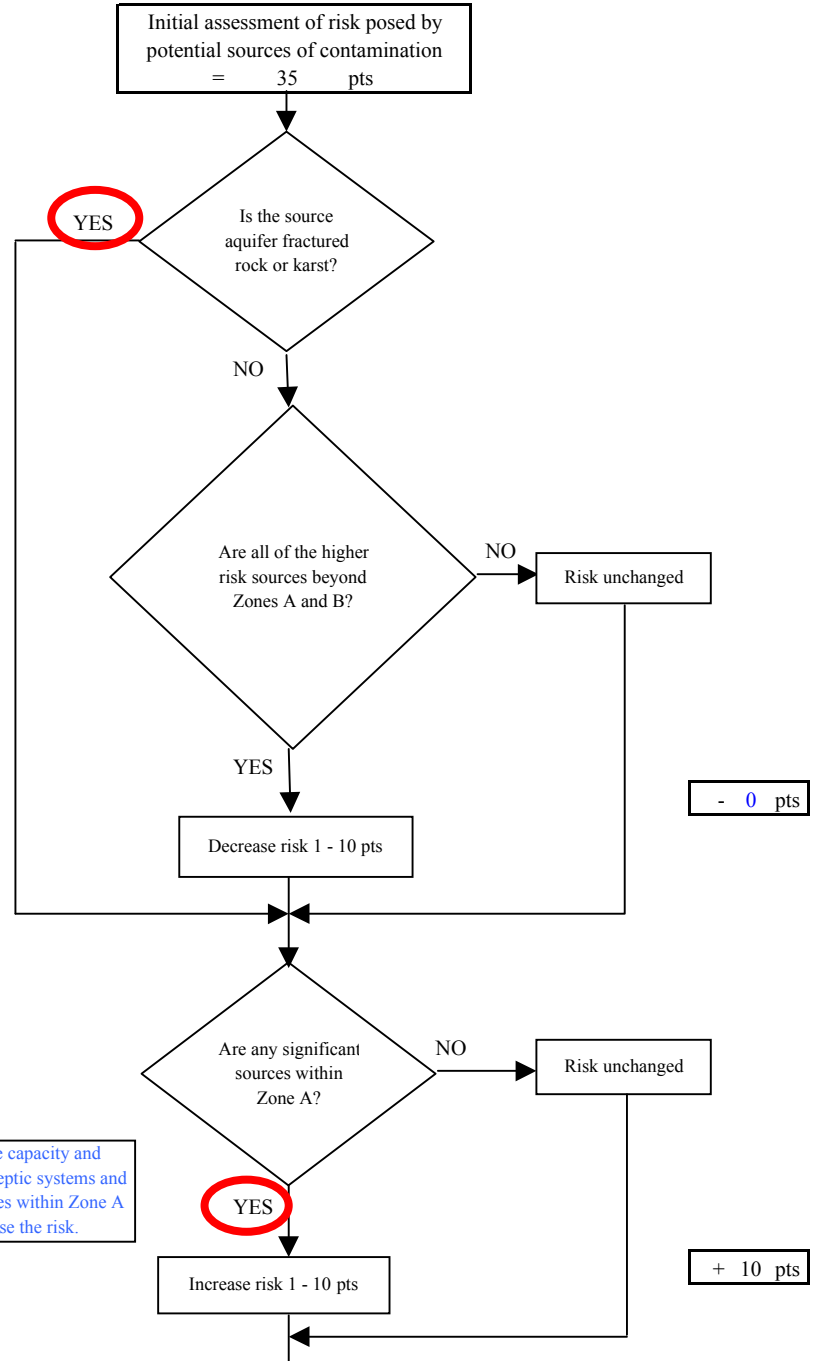 Initial assessment of risk posed by
potential sources of contamination
= 35 pts
YES
Is the source
aquifer fractured
rock or karst?
NO
Are all of the higher
risk sources beyond
Zones A and B?
NO
Risk unchanged
YES
- 0 pts
Decrease risk 1 - 10 pts
Are any significant
sources within
Zone A?
NO
Risk unchanged
capacity and
systems and
within Zone A
the risk.
YES
+ 10 pts
Increase risk 1 - 10 pts